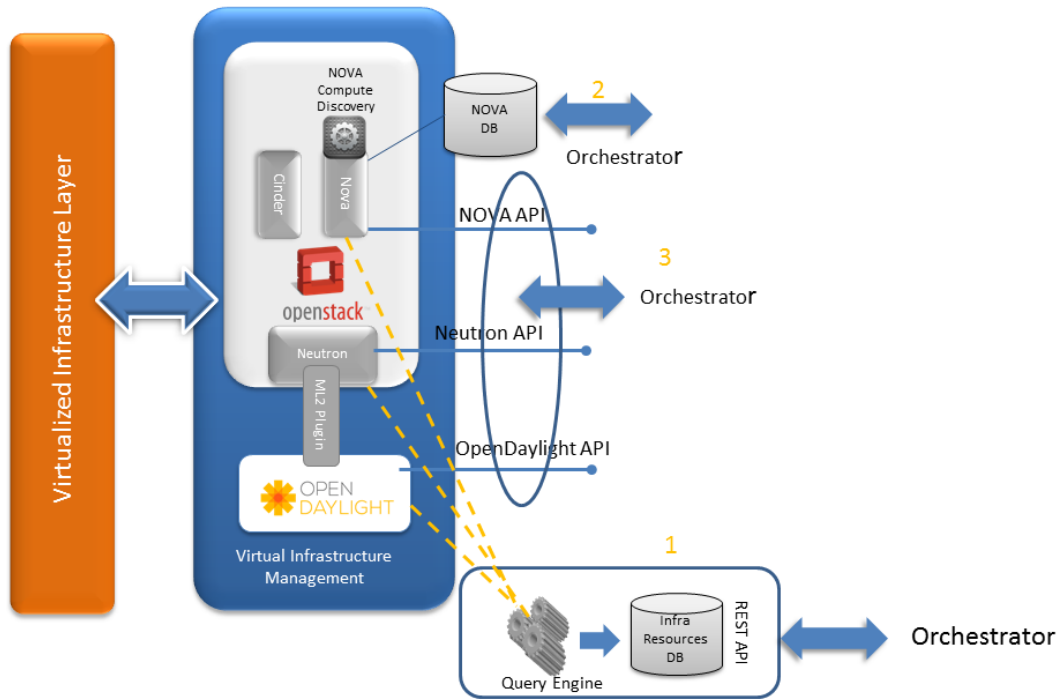 Virtualized Infrastructure Layer
NOVA
Compute
Discovery
NOVA
DB
2
Orchestrator
Cinder
Nova
NOVA API
3
Orchestrator
openstack
Neutron API
Neutron
ML2 Plugin
OpenDaylight API
OPEN
DAYLIGHT
Virtual Infrastructure
Management
1
Infra
Resources
DB
REST API
Orchestrator
Query Engine